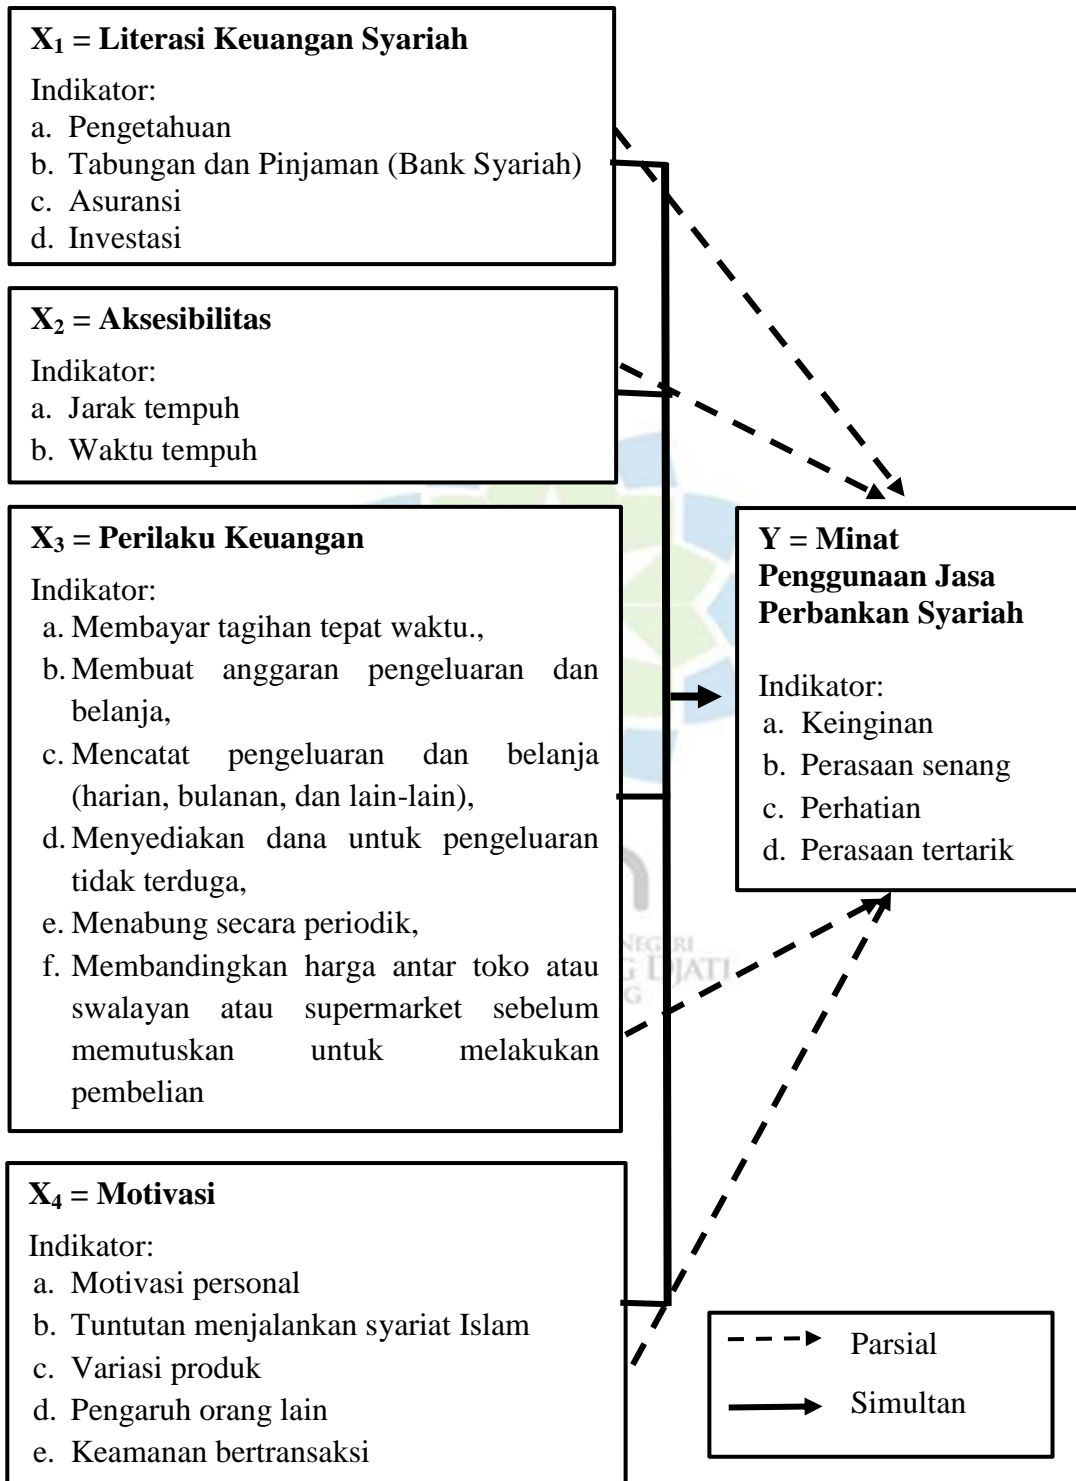 X₁ = Literasi Keuangan Syariah
Indikator:
a. Pengetahuan
b. Tabungan dan Pinjaman (Bank Syariah)
c. Asuransi
d. Investasi
X₂ = Aksesibilitas
Indikator:
a. Jarak tempuh
b. Waktu tempuh
X₃ = Perilaku Keuangan
Indikator:
a. Membayar tagihan tepat waktu.,
b. Membuat anggaran pengeluaran dan
belanja,
c. Mencatat pengeluaran dan belanja
(harian, bulanan, dan lain-lain),
d. Menyediakan dana untuk pengeluaran
tidak terduga,
e. Menabung secara periodik,
f. Membandingkan harga antar toko atau
swalayan atau supermarket sebelum
memutuskan untuk melakukan
pembelian
X₄ = Motivasi
Indikator:
a. Motivasi personal
b. Tuntutan menjalankan syariat Islam
c. Variasi produk
d. Pengaruh orang lain
e. Keamanan bertransaksi
Y = Minat
Penggunaan Jasa
Perbankan Syariah
Indikator:
a. Keinginan
b. Perasaan senang
c. Perhatian
d. Perasaan tertarik
DJATI
Parsial
Simultan